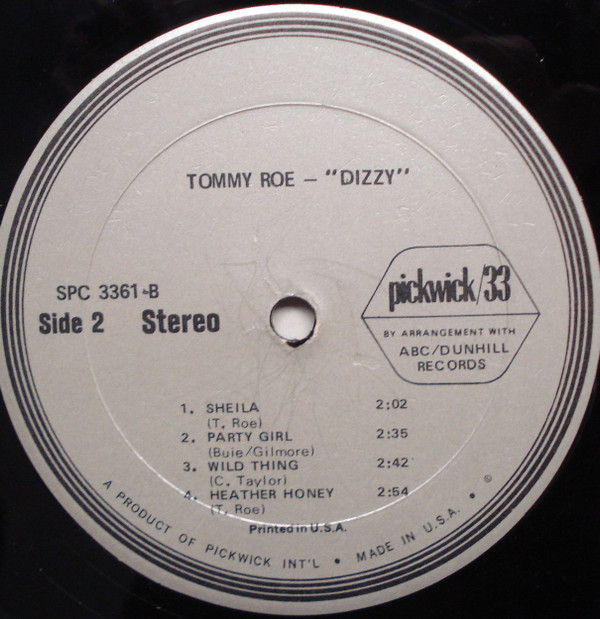 TOMMY ROE — "DIZZY"
SPC 3361-B
Side 2 Stereo
pickwick/33
BY ARRANGEMENT WITH
ABC/DUNHILL
RECORDS
1. SHEILA 2:02
(T. Roe)
2. PARTY GIRL 2:35
(Buie/Gilmore)
3. WILD THING 2:42
(C. Taylor)
4. HEATHER HONEY 2:54
(T. Roe)
Printed in U.S.A.
A PRODUCT OF PICKWICK INT'L • MADE IN U.S.A. • ©